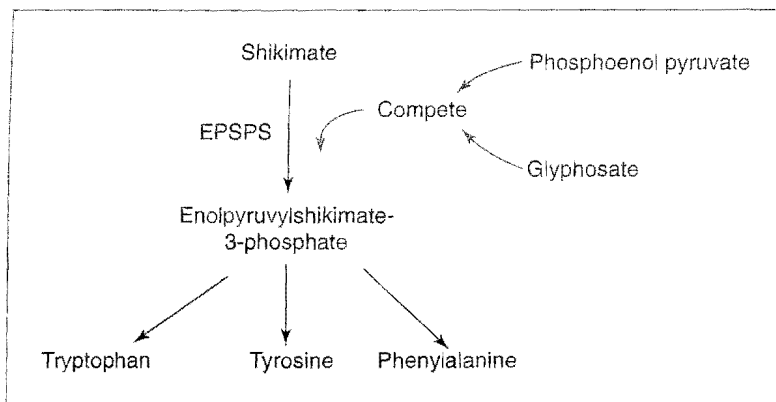 Shikimate
Phosphoenol pyruvate
Compete
EPSPS
Glyphosate
Enolpyruvylshikimate-
3-phosphate
Tryptophan
Tyrosine
Phenylalanine